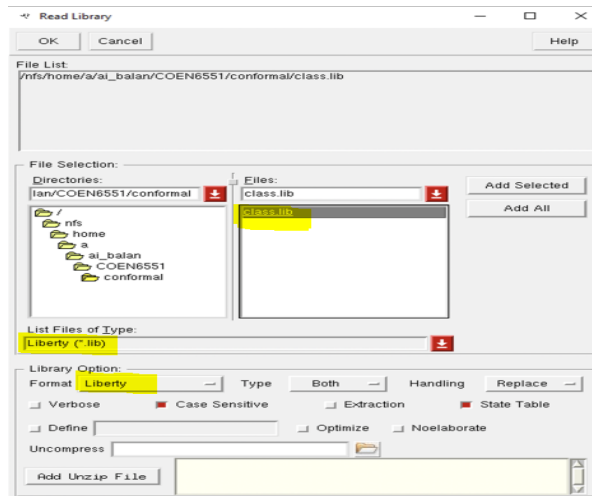 Read Library
OK Cancel Help
File List:
/nfs/home/a/ai_balan/COEN6551/conformal/class.lib
File Selection:
Directories: Files:
lan/COEN6551/conformal class.lib Add Selected
/ class.lib Add All
nfs
home
a
ai_balan
COEN6551
conformal
List Files of Type:
Liberty (*.lib)
Library Option:
Format Liberty Type Both Handling Replace
Verbose Case Sensitive Extraction State Table
Define Optimize Noelaborate
Uncompress
Add Unzip File